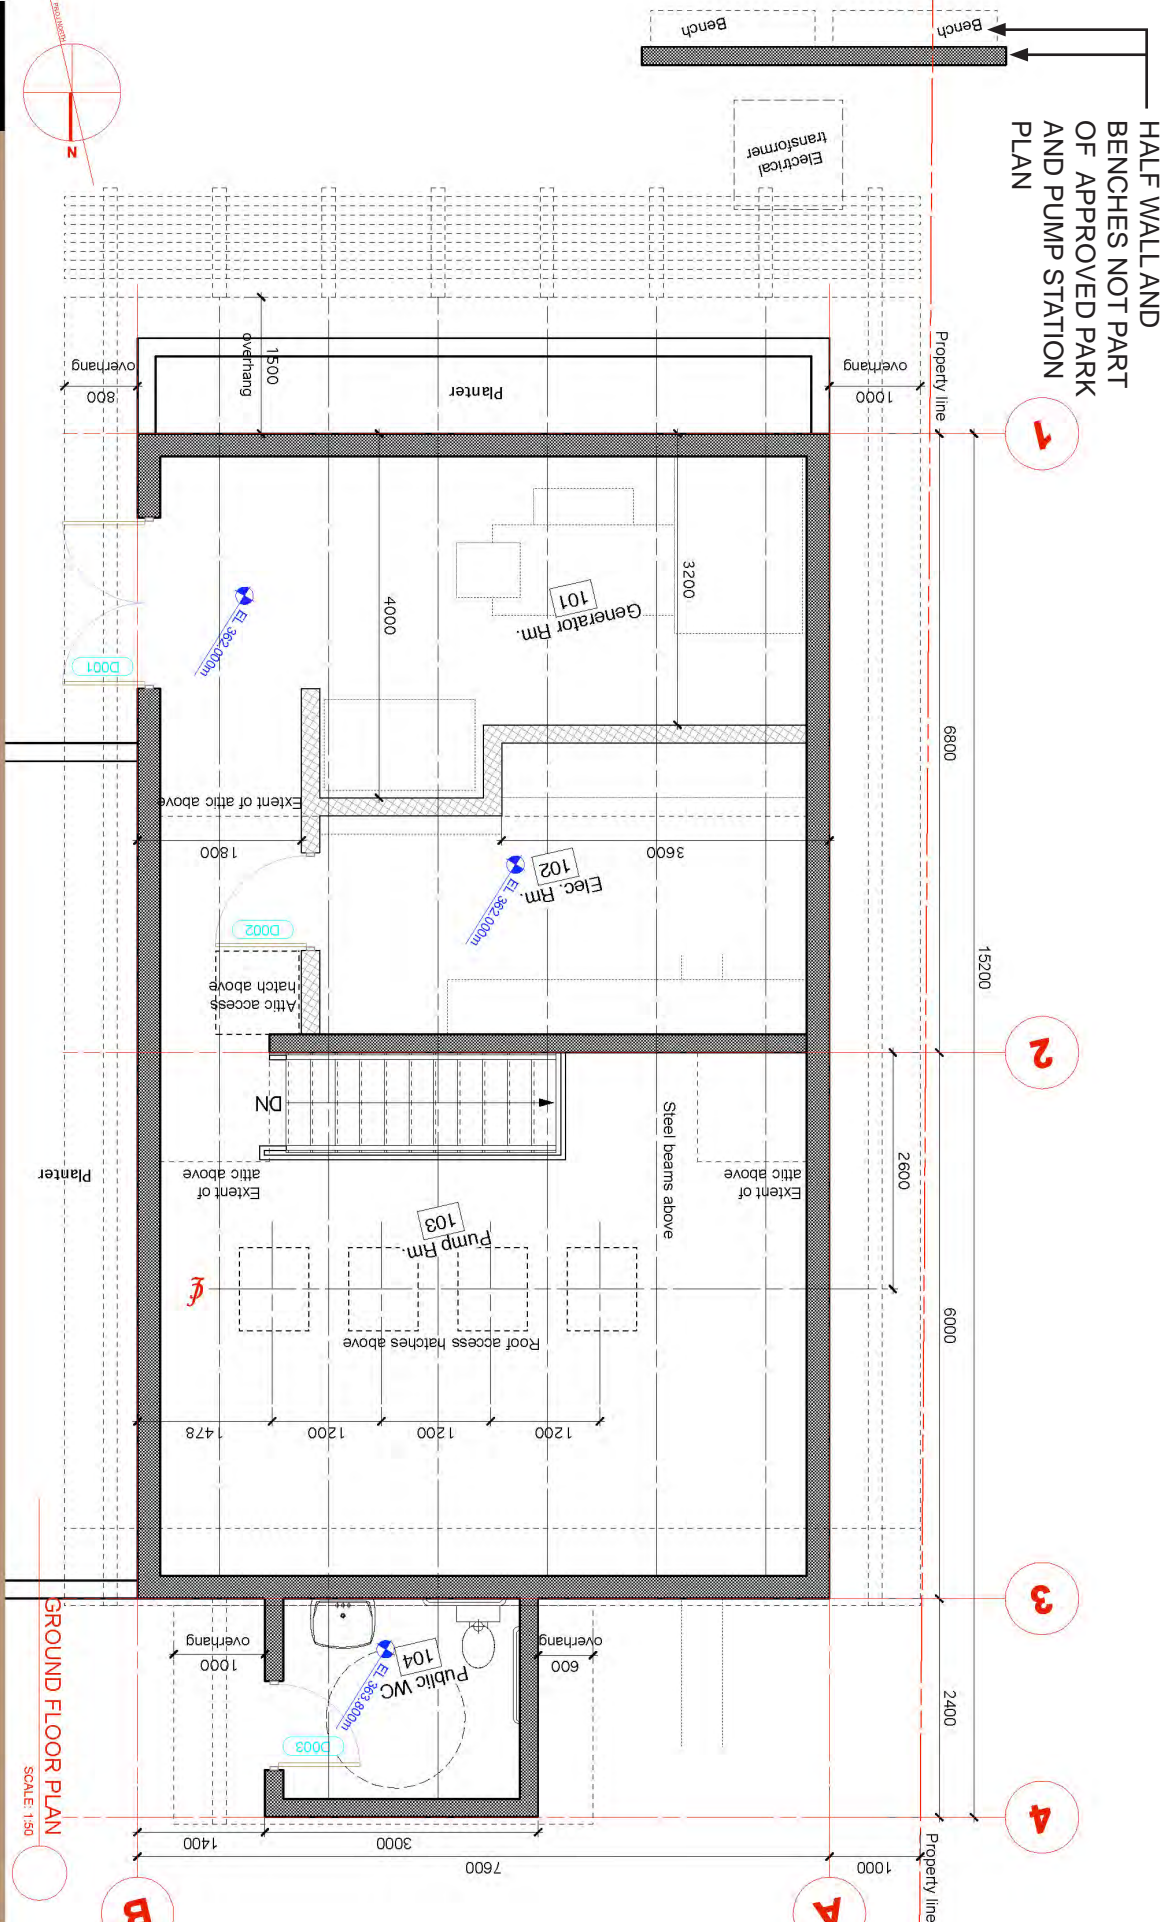 PROJ NORTH
N
Bench
Bench
HALF WALL AND
BENCHES NOT PART
OF APPROVED PARK
AND PUMP STATION
PLAN
Electrical
transformer
Property line
1500
overhang
overhang
800
Planter
overhang
1000
1
3200
4000
Generator Rm.
101
EL 362.000m
D001
6800
Extent of attic above
1800
3600
Elec. Rm.
102
EL 362.000m
D002
Attic access
hatch above
15200
2
DN
Steel beams above
2600
Planter
Extent of
attic above
Extent of
attic above
Pump Rm.
103
Roof access hatches above
6000
1478
1200
1200
1200
3
GROUND FLOOR PLAN
SCALE: 1:50
overhang
1000
overhang
600
Public WC
104
EL 363.800m
D003
2400
4
1400
3000
7600
1000
Property line
B
A